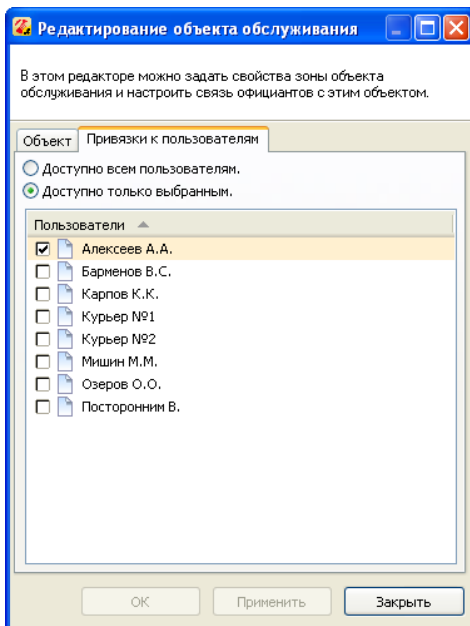 Редактирование объекта обслуживания
В этом редакторе можно задать свойства зоны объекта
обслуживания и настроить связь официантов с этим объектом.
Объект Привязки к пользователям
Доступно всем пользователям.
Доступно только выбранным.
Пользователи
Алексеев А.А.
Барменов В.С.
Карпов К.К.
Курьер №1
Курьер №2
Мишин М.М.
Озеров О.О.
Посторонним В.
ОК Применить Закрыть